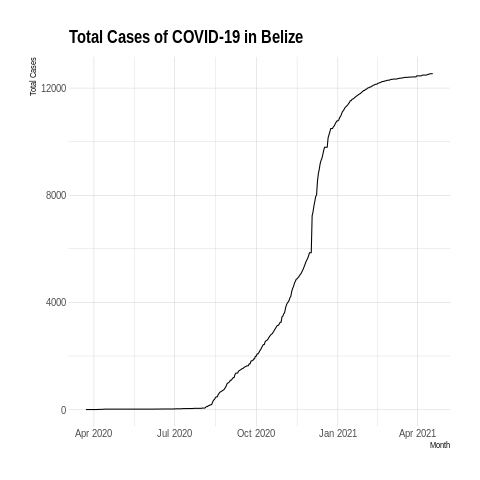 Total Cases of COVID-19 in Belize
Total Cases
12000
8000
4000
0
Apr 2020 Jul 2020 Oct 2020 Jan 2021 Apr 2021
Month